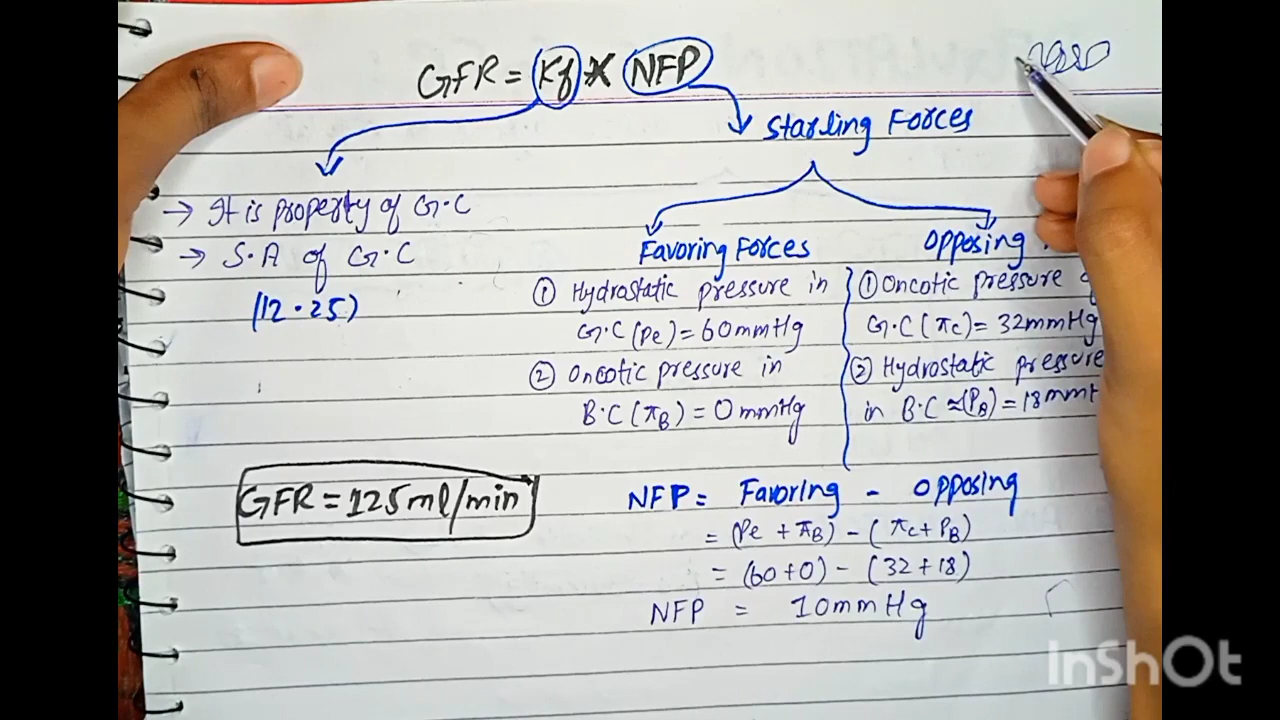 GFR = Kf × NFP
Starling Forces
→ It is property of G.C
→ S.A of G.C
(12.25)
Favoring Forces
① Hydrostatic pressure in
G.C (Pc) = 60mmHg
② Oncotic pressure in
B.C (πB) = 0mmHg
Opposing
① Oncotic pressure
G.C (πc) = 32mmHg
② Hydrostatic pressure
in B.C ≈ (PB) = 18mm
GFR = 125ml/min
NFP = Favoring - Opposing
= (Pc + πB) - (πc + PB)
= (60+0) - (32+18)
NFP = 10mmHg
InShOt